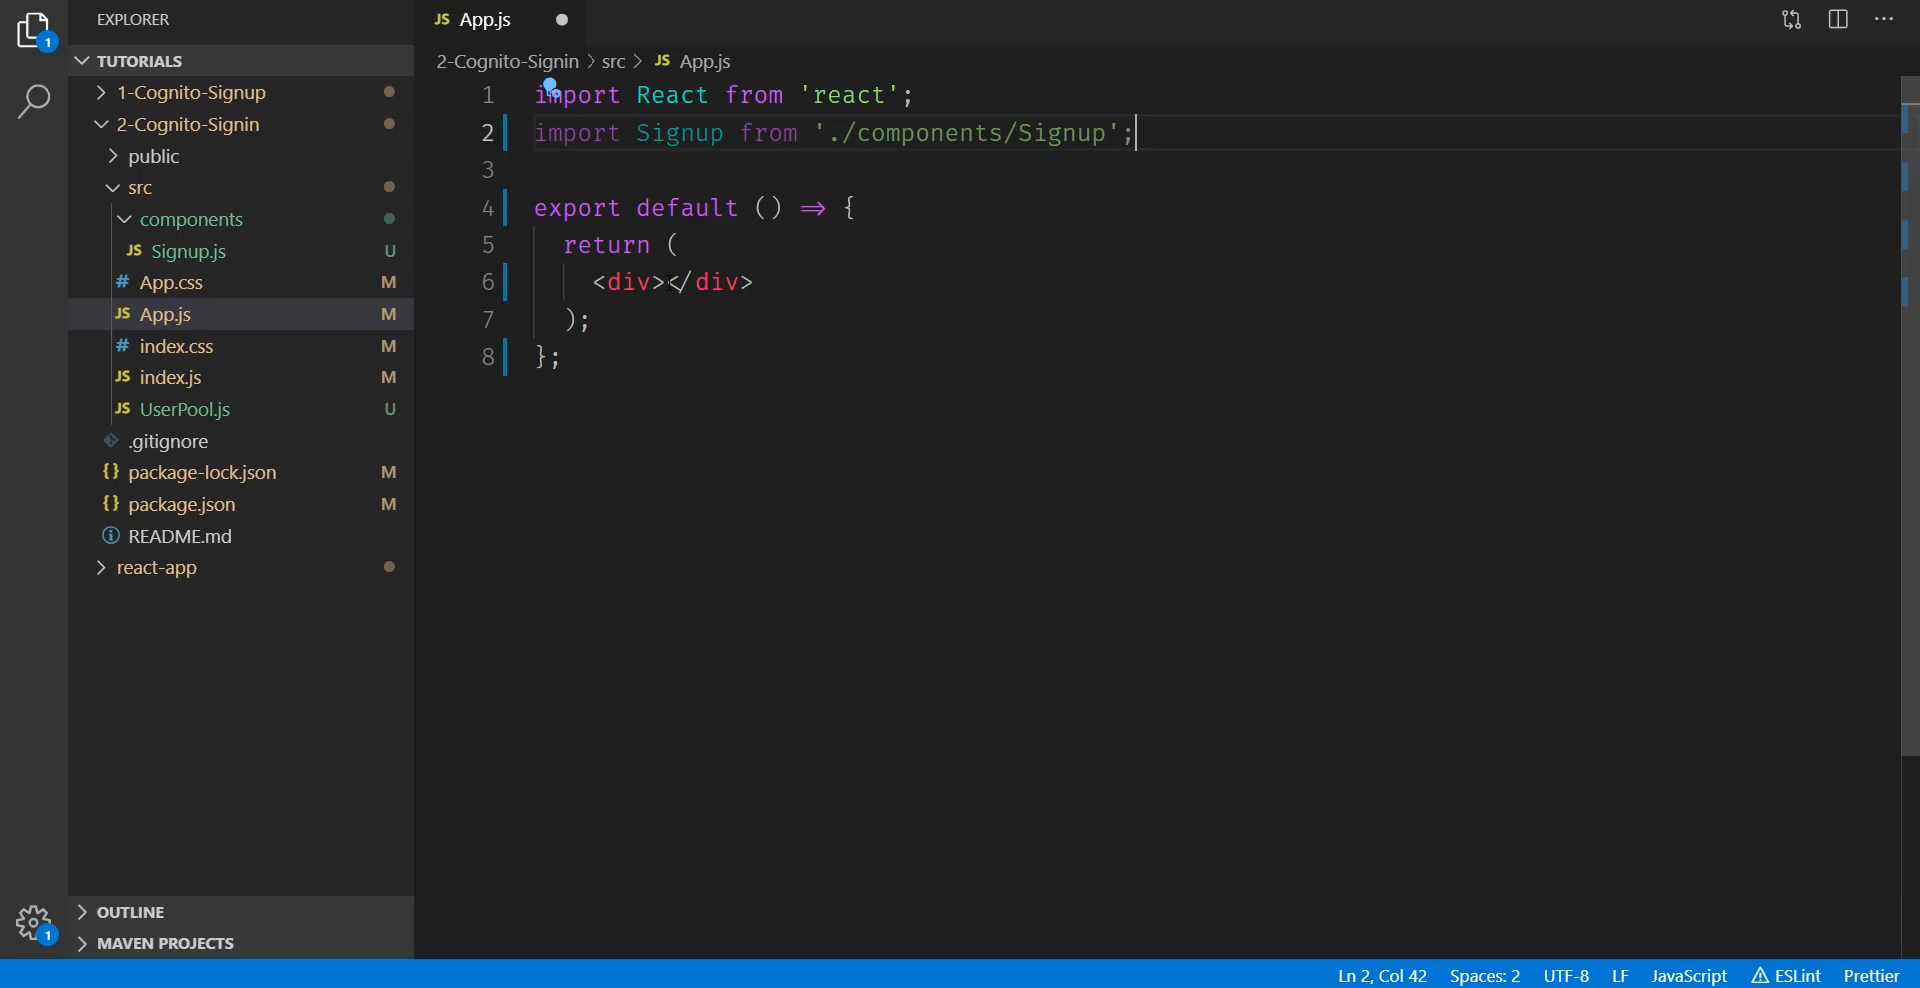 EXPLORER
TUTORIALS
1-Cognito-Signup
2-Cognito-Signin
public
src
components
JS Signup.js U
# App.css M
JS App.js M
# index.css M
JS index.js M
JS UserPool.js U
.gitignore
{} package-lock.json M
{} package.json M
README.md
react-app
OUTLINE
MAVEN PROJECTS
1
1
JS App.js
2-Cognito-Signin > src > JS App.js
1 import React from 'react';
2 import Signup from './components/Signup';
3
4 export default () => {
5 return (
6 <div></div>
7 );
8 };
Ln 2, Col 42 Spaces: 2 UTF-8 LF JavaScript ESLint Prettier